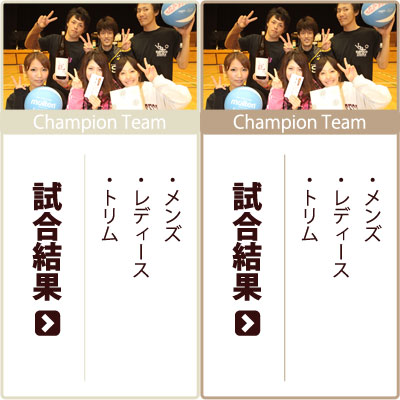 Champion Team
・メンズ
・レディース
・トリム
試合結果
Champion Team
・メンズ
・レディース
・トリム
試合結果